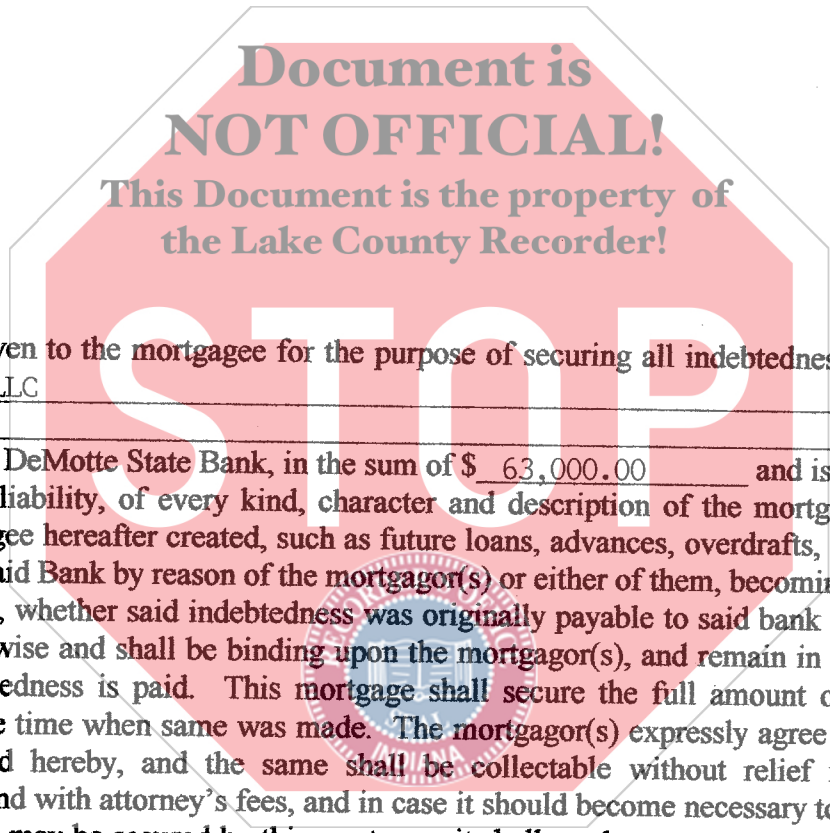 Document is
NOT OFFICIAL!
This Document is the property of
the Lake County Recorder!
STOP
ven to the mortgagee for the purpose of securing all indebtednes
LLC
DeMotte State Bank, in the sum of $ 63,000.00 and is
liability, of every kind, character and description of the mortg
gee hereafter created, such as future loans, advances, overdrafts,
aid Bank by reason of the mortgagor(s) or either of them, becomin
, whether said indebtedness was originally payable to said bank
wise and shall be binding upon the mortgagor(s), and remain in
edness is paid. This mortgage shall secure the full amount o
e time when same was made. The mortgagor(s) expressly agree
d hereby, and the same shall be collectable without relief
nd with attorney's fees, and in case it should become necessary to
SEAL
INDIANA